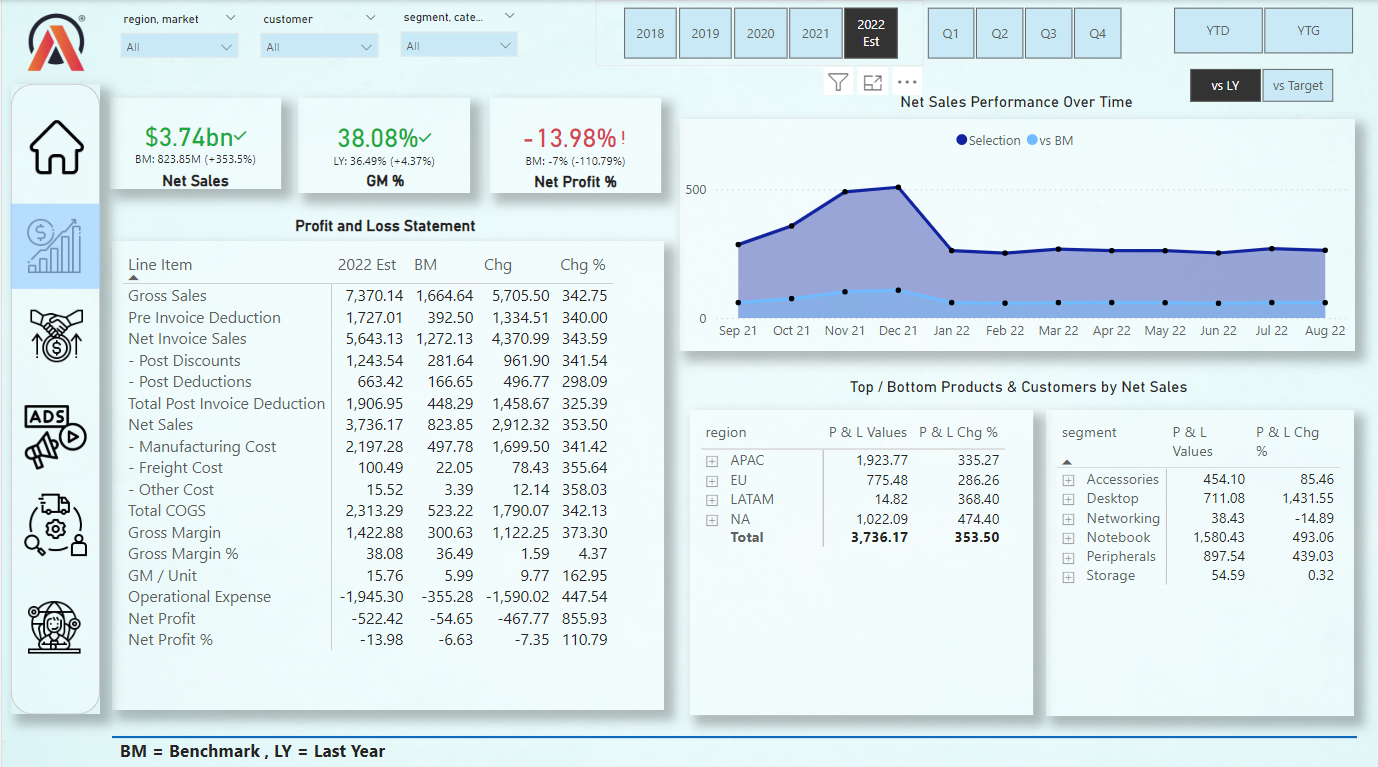 region, market
customer
segment, cate...
All
All
All
2018
2019
2020
2021
2022
Est
Q1
Q2
Q3
Q4
YTD
YTG
vs LY
vs Target
$3.74bn
BM: 823.85M (+353.5%)
Net Sales
38.08%
LY: 36.49% (+4.37%)
GM %
-13.98% !
BM: -7% (-110.79%)
Net Profit %
Net Sales Performance Over Time
Selection vs BM
500
0
Sep 21 Oct 21 Nov 21 Dec 21 Jan 22 Feb 22 Mar 22 Apr 22 May 22 Jun 22 Jul 22 Aug 22
ADS
Profit and Loss Statement
Line Item 2022 Est BM Chg Chg %
Gross Sales 7,370.14 1,664.64 5,705.50 342.75
Pre Invoice Deduction 1,727.01 392.50 1,334.51 340.00
Net Invoice Sales 5,643.13 1,272.13 4,370.99 343.59
- Post Discounts 1,243.54 281.64 961.90 341.54
- Post Deductions 663.42 166.65 496.77 298.09
Total Post Invoice Deduction 1,906.95 448.29 1,458.67 325.39
Net Sales 3,736.17 823.85 2,912.32 353.50
- Manufacturing Cost 2,197.28 497.78 1,699.50 341.42
- Freight Cost 100.49 22.05 78.43 355.64
- Other Cost 15.52 3.39 12.14 358.03
Total COGS 2,313.29 523.22 1,790.07 342.13
Gross Margin 1,422.88 300.63 1,122.25 373.30
Gross Margin % 38.08 36.49 1.59 4.37
GM / Unit 15.76 5.99 9.77 162.95
Operational Expense -1,945.30 -355.28 -1,590.02 447.54
Net Profit -522.42 -54.65 -467.77 855.93
Net Profit % -13.98 -6.63 -7.35 110.79
Top / Bottom Products & Customers by Net Sales
region P & L Values P & L Chg %
APAC 1,923.77 335.27
EU 775.48 286.26
LATAM 14.82 368.40
NA 1,022.09 474.40
Total 3,736.17 353.50
segment P & L P & L Chg
Values %
Accessories 454.10 85.46
Desktop 711.08 1,431.55
Networking 38.43 -14.89
Notebook 1,580.43 493.06
Peripherals 897.54 439.03
Storage 54.59 0.32
BM = Benchmark , LY = Last Year